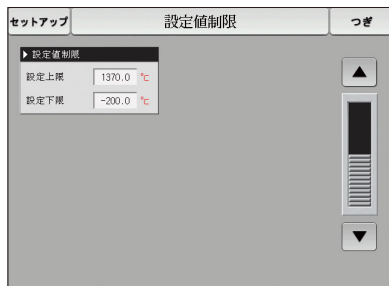 セットアップ 設定値制限 つぎ
▶ 設定値制限
設定上限 1370.0 ℃
設定下限 -200.0 ℃
▲
▼